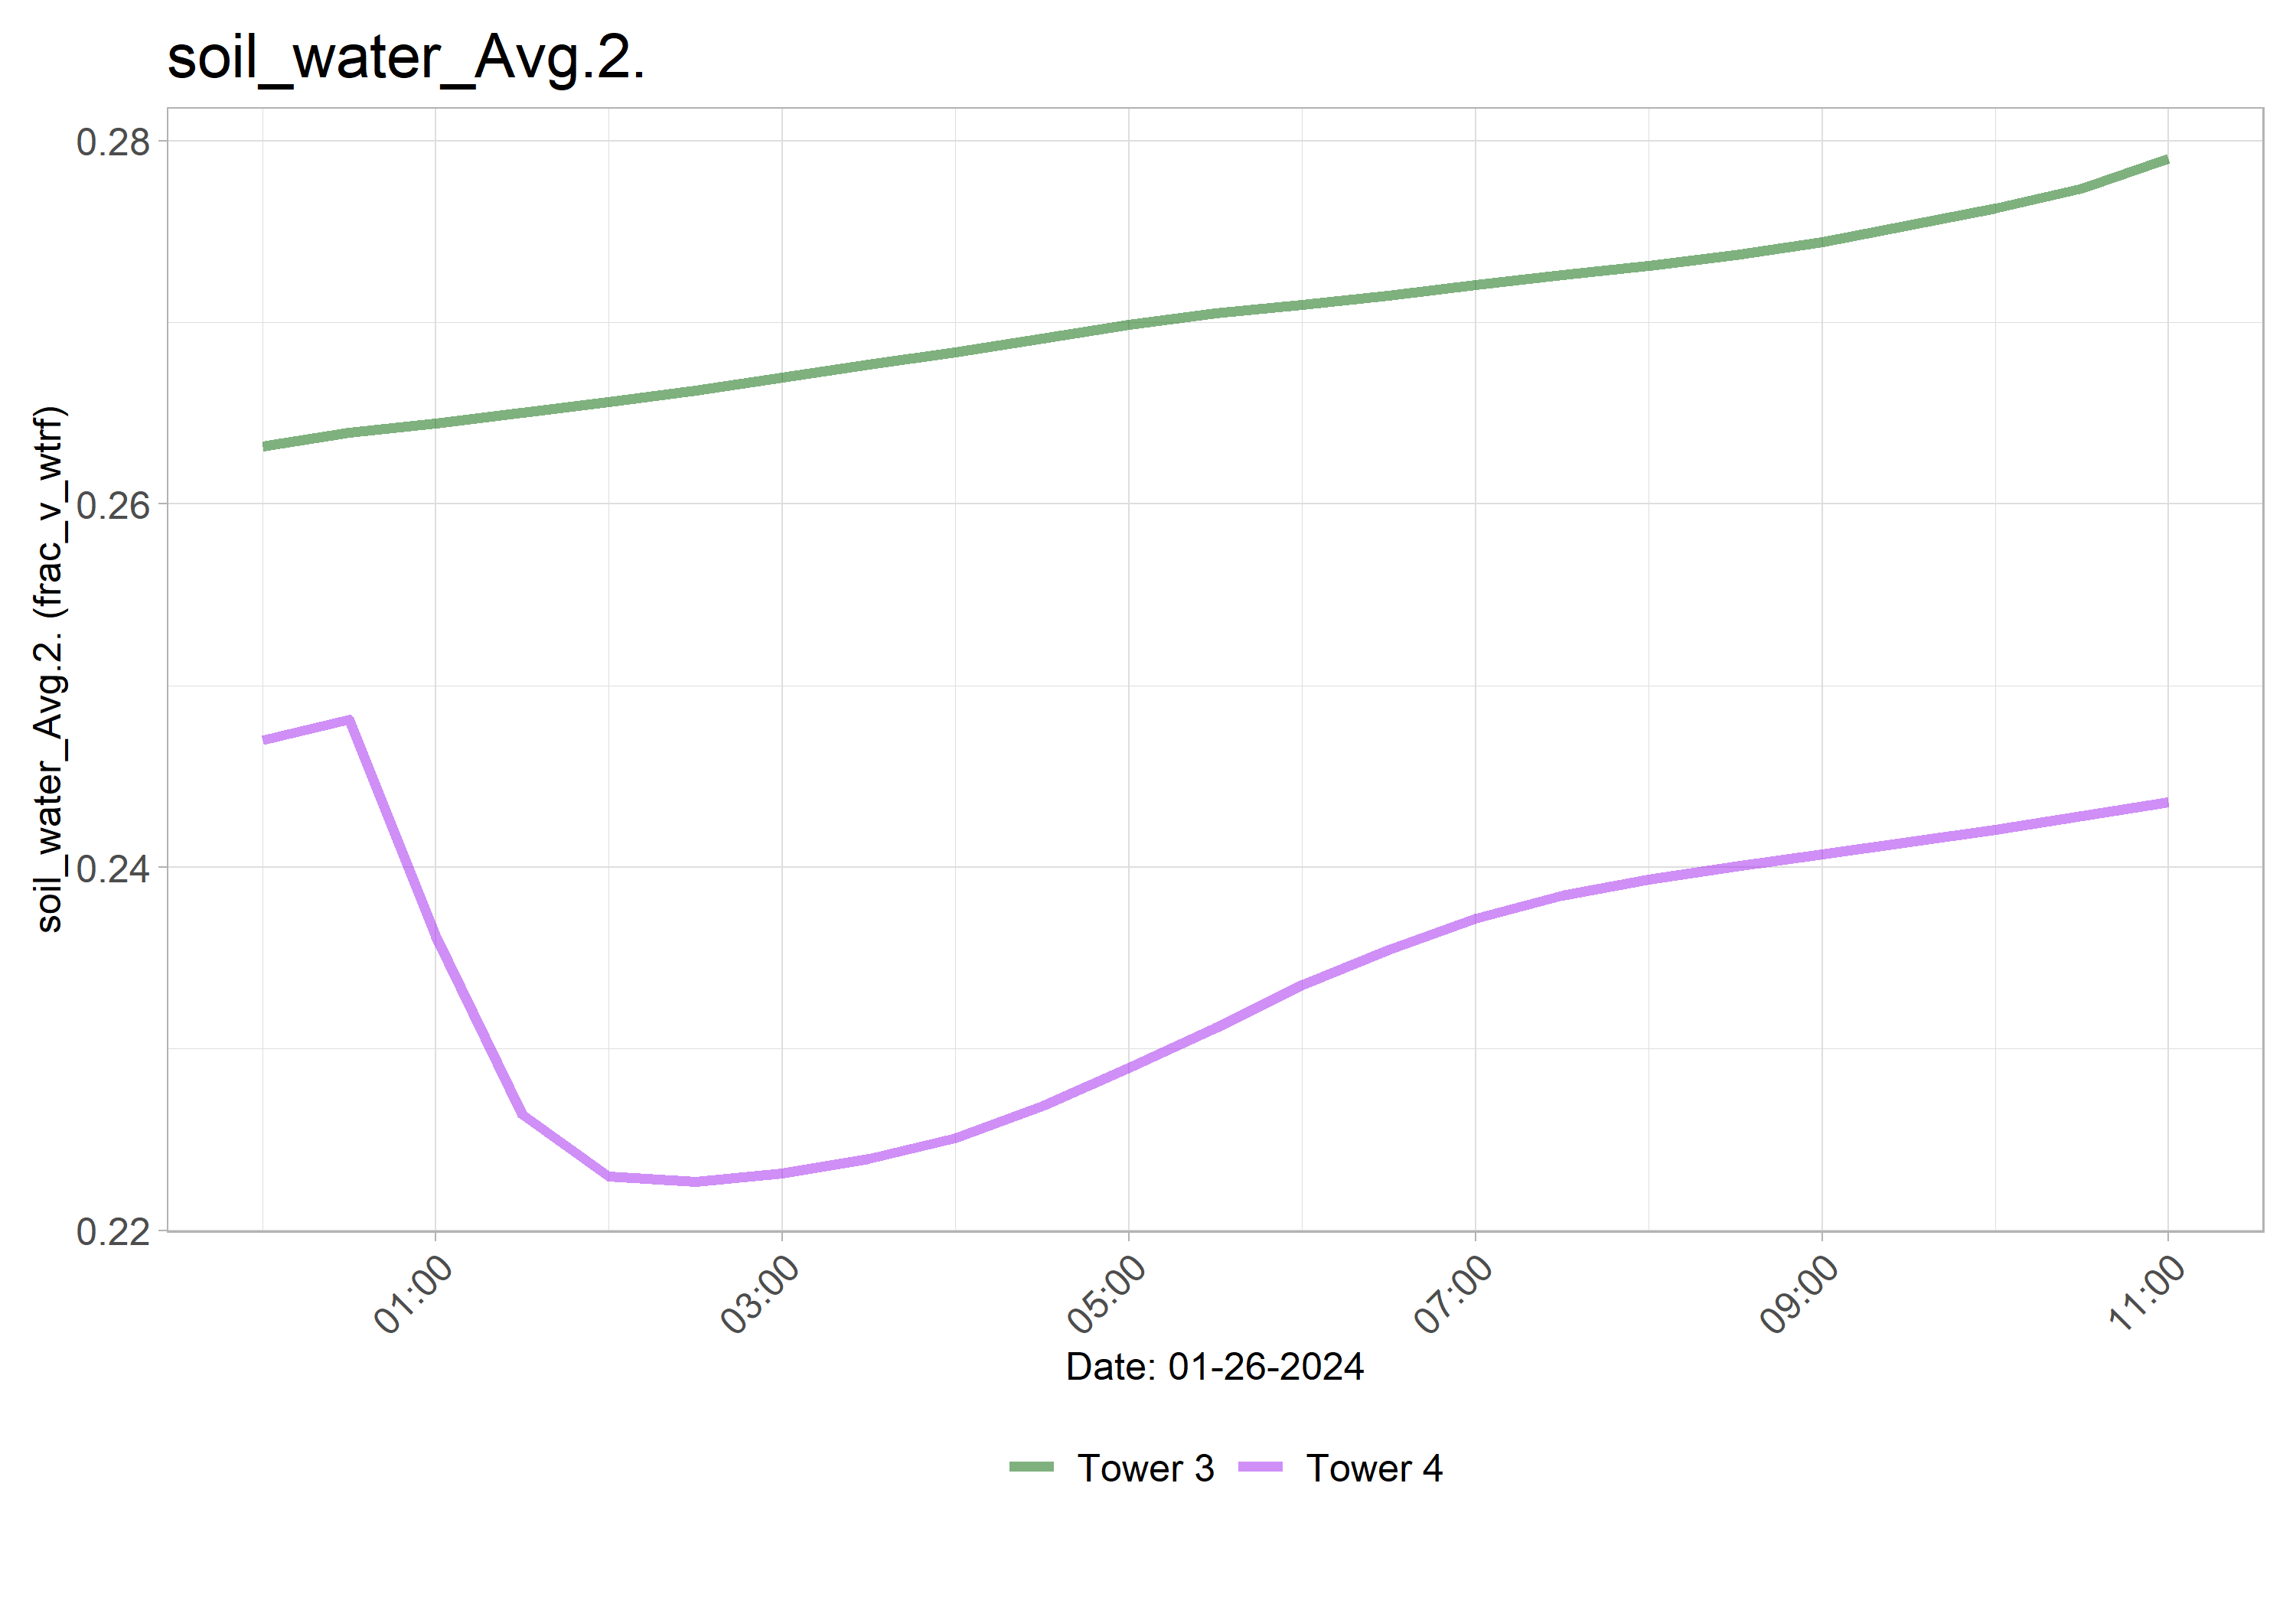 soil_water_Avg.2.
soil_water_Avg.2. (frac_v_wtrf)
0.28
0.26
0.24
0.22
01:00
03:00
05:00
07:00
09:00
11:00
Date: 01-26-2024
Tower 3
Tower 4